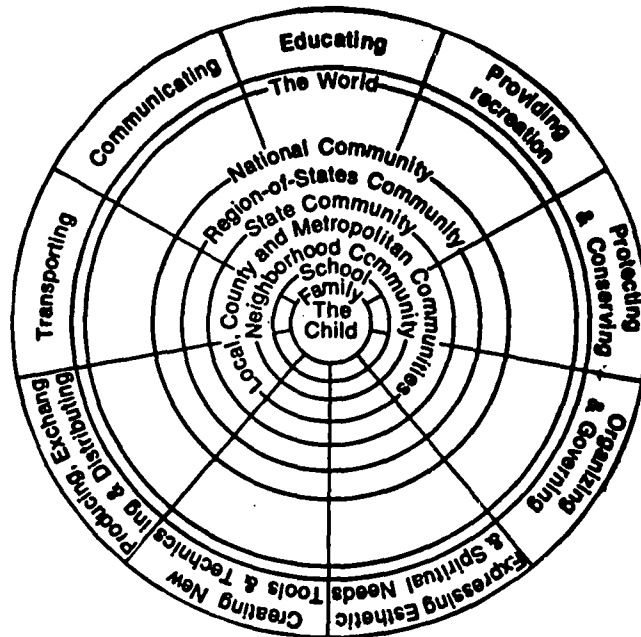 Educating
Providing
recreation
Protecting
& Conserving
Organizing
& Governing
Expressing Esthetic
& Spiritual Needs
Creating New
Tools & Technics
Producing, Exchang
ing & Distributing
Transporting
Communicating
The World
National Community
Region-of-States Community
State Community
Local, County and Metropolitan Communities
Neighborhood Community
School
Family
The
Child